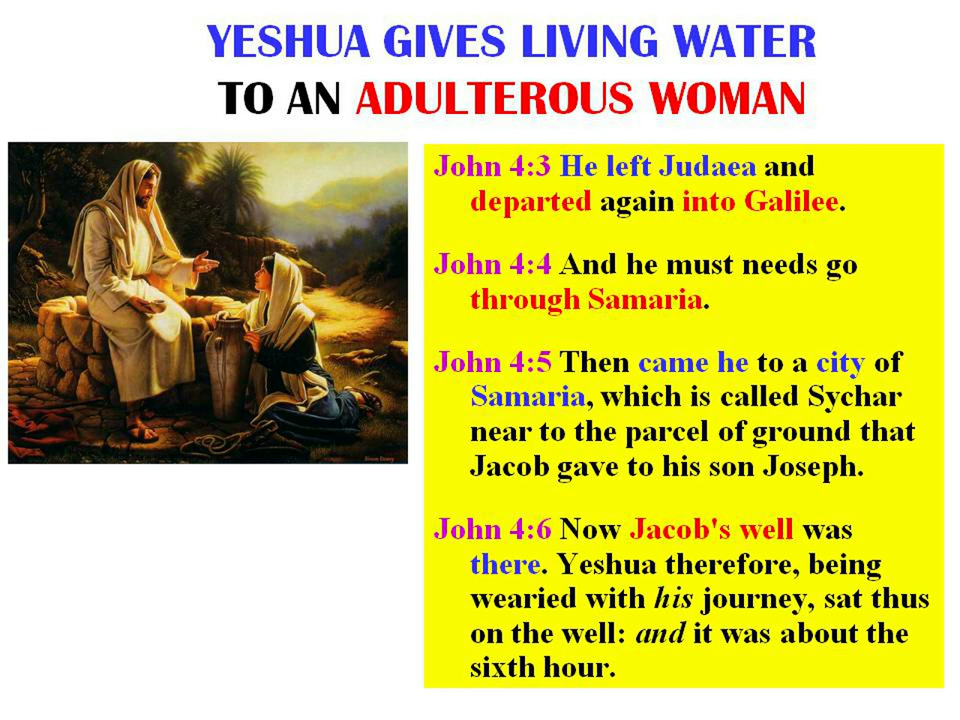 YESHUA GIVES LIVING WATER
TO AN ADULTEROUS WOMAN
John 4:3 He left Judaea and
departed again into Galilee.
John 4:4 And he must needs go
through Samaria.
John 4:5 Then came he to a city of
Samaria, which is called Sychar
near to the parcel of ground that
Jacob gave to his son Joseph.
John 4:6 Now Jacob's well was
there. Yeshua therefore, being
wearied with his journey, sat thus
on the well: and it was about the
sixth hour.